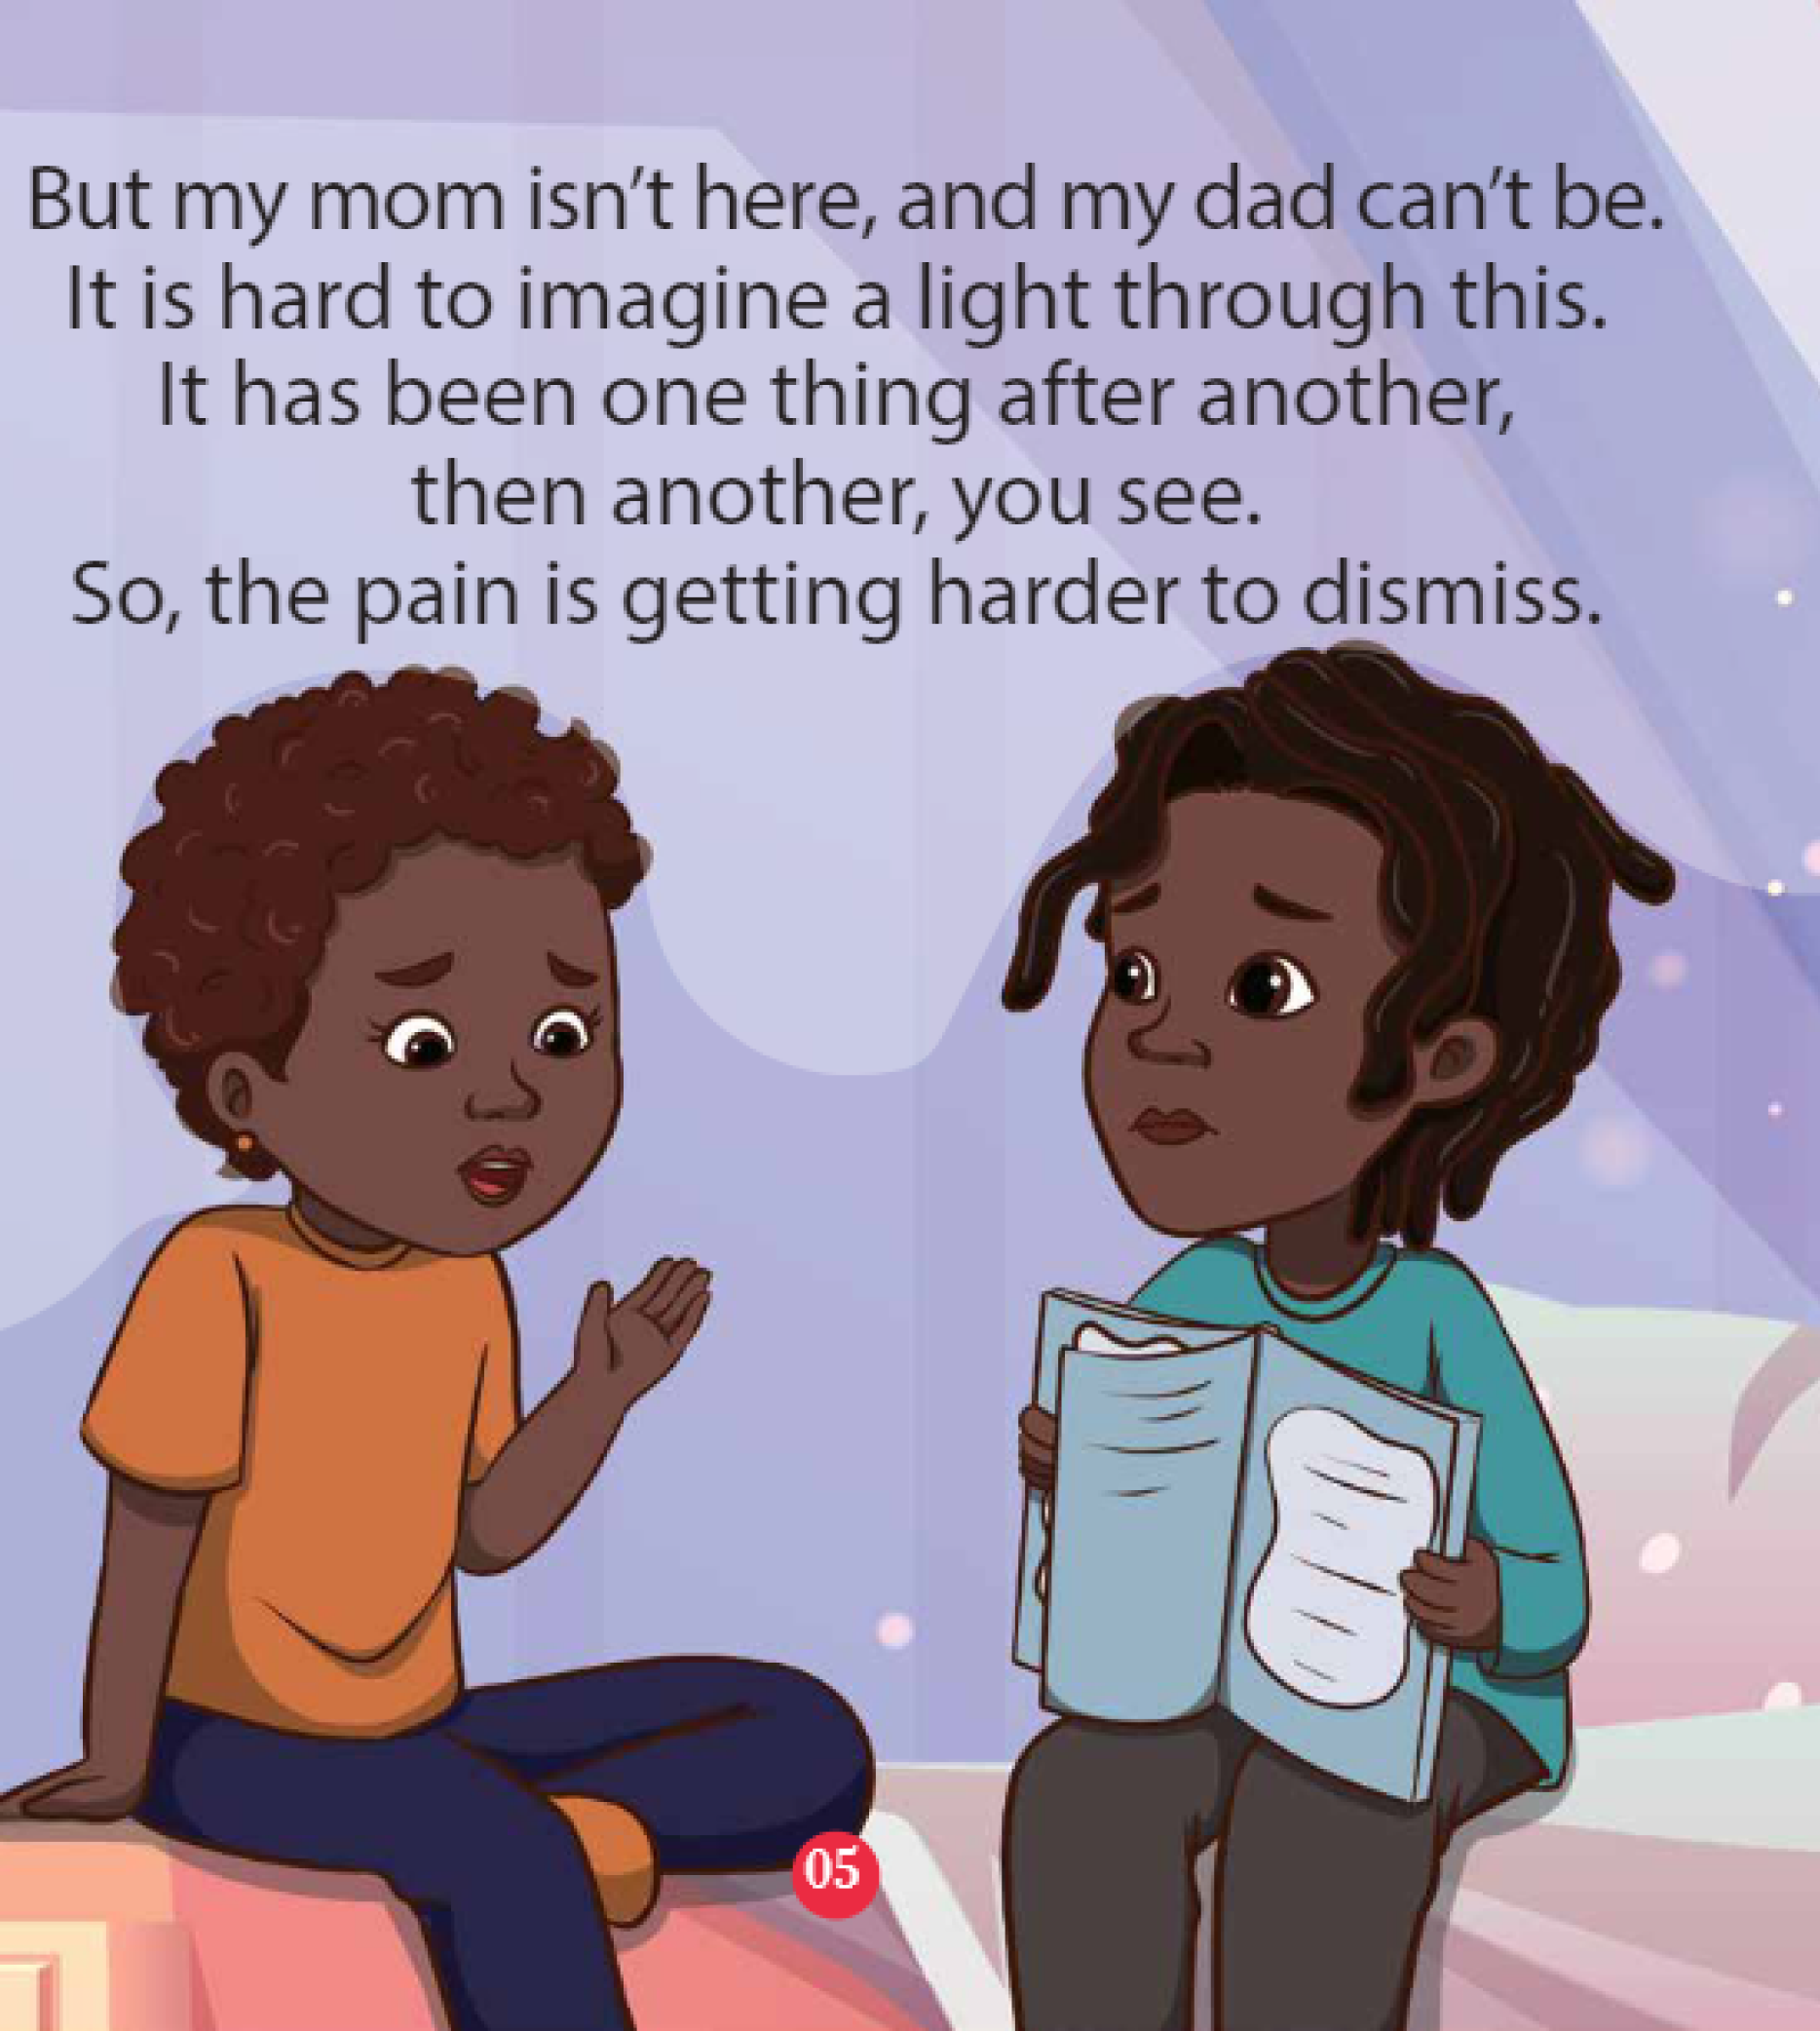 But my mom isn’t here, and my dad can’t be.
It is hard to imagine a light through this.
It has been one thing after another,
then another, you see.
So, the pain is getting harder to dismiss.
05